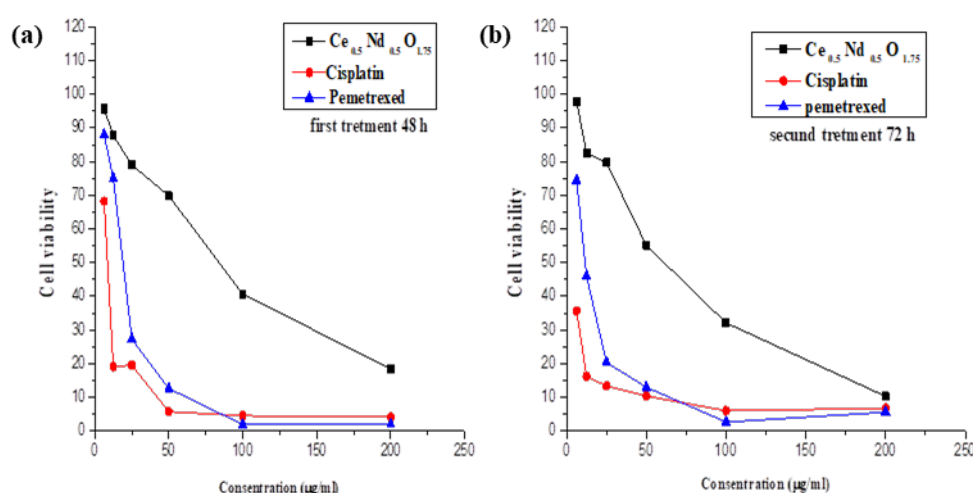 (a)
Ce0.5 Nd0.5 O1.75
Cisplatin
Pemetrexed
first tretment 48 h
Cell viability
120
110
100
90
80
70
60
50
40
30
20
10
0
0 50 100 150 200 250
Consentration (µg/ml)
(b)
Ce0.5 Nd0.5 O1.75
Cisplatin
pemetrexed
secund tretment 72 h
Cell viability
120
110
100
90
80
70
60
50
40
30
20
10
0
0 50 100 150 200 250
Consentration (µg/ml)